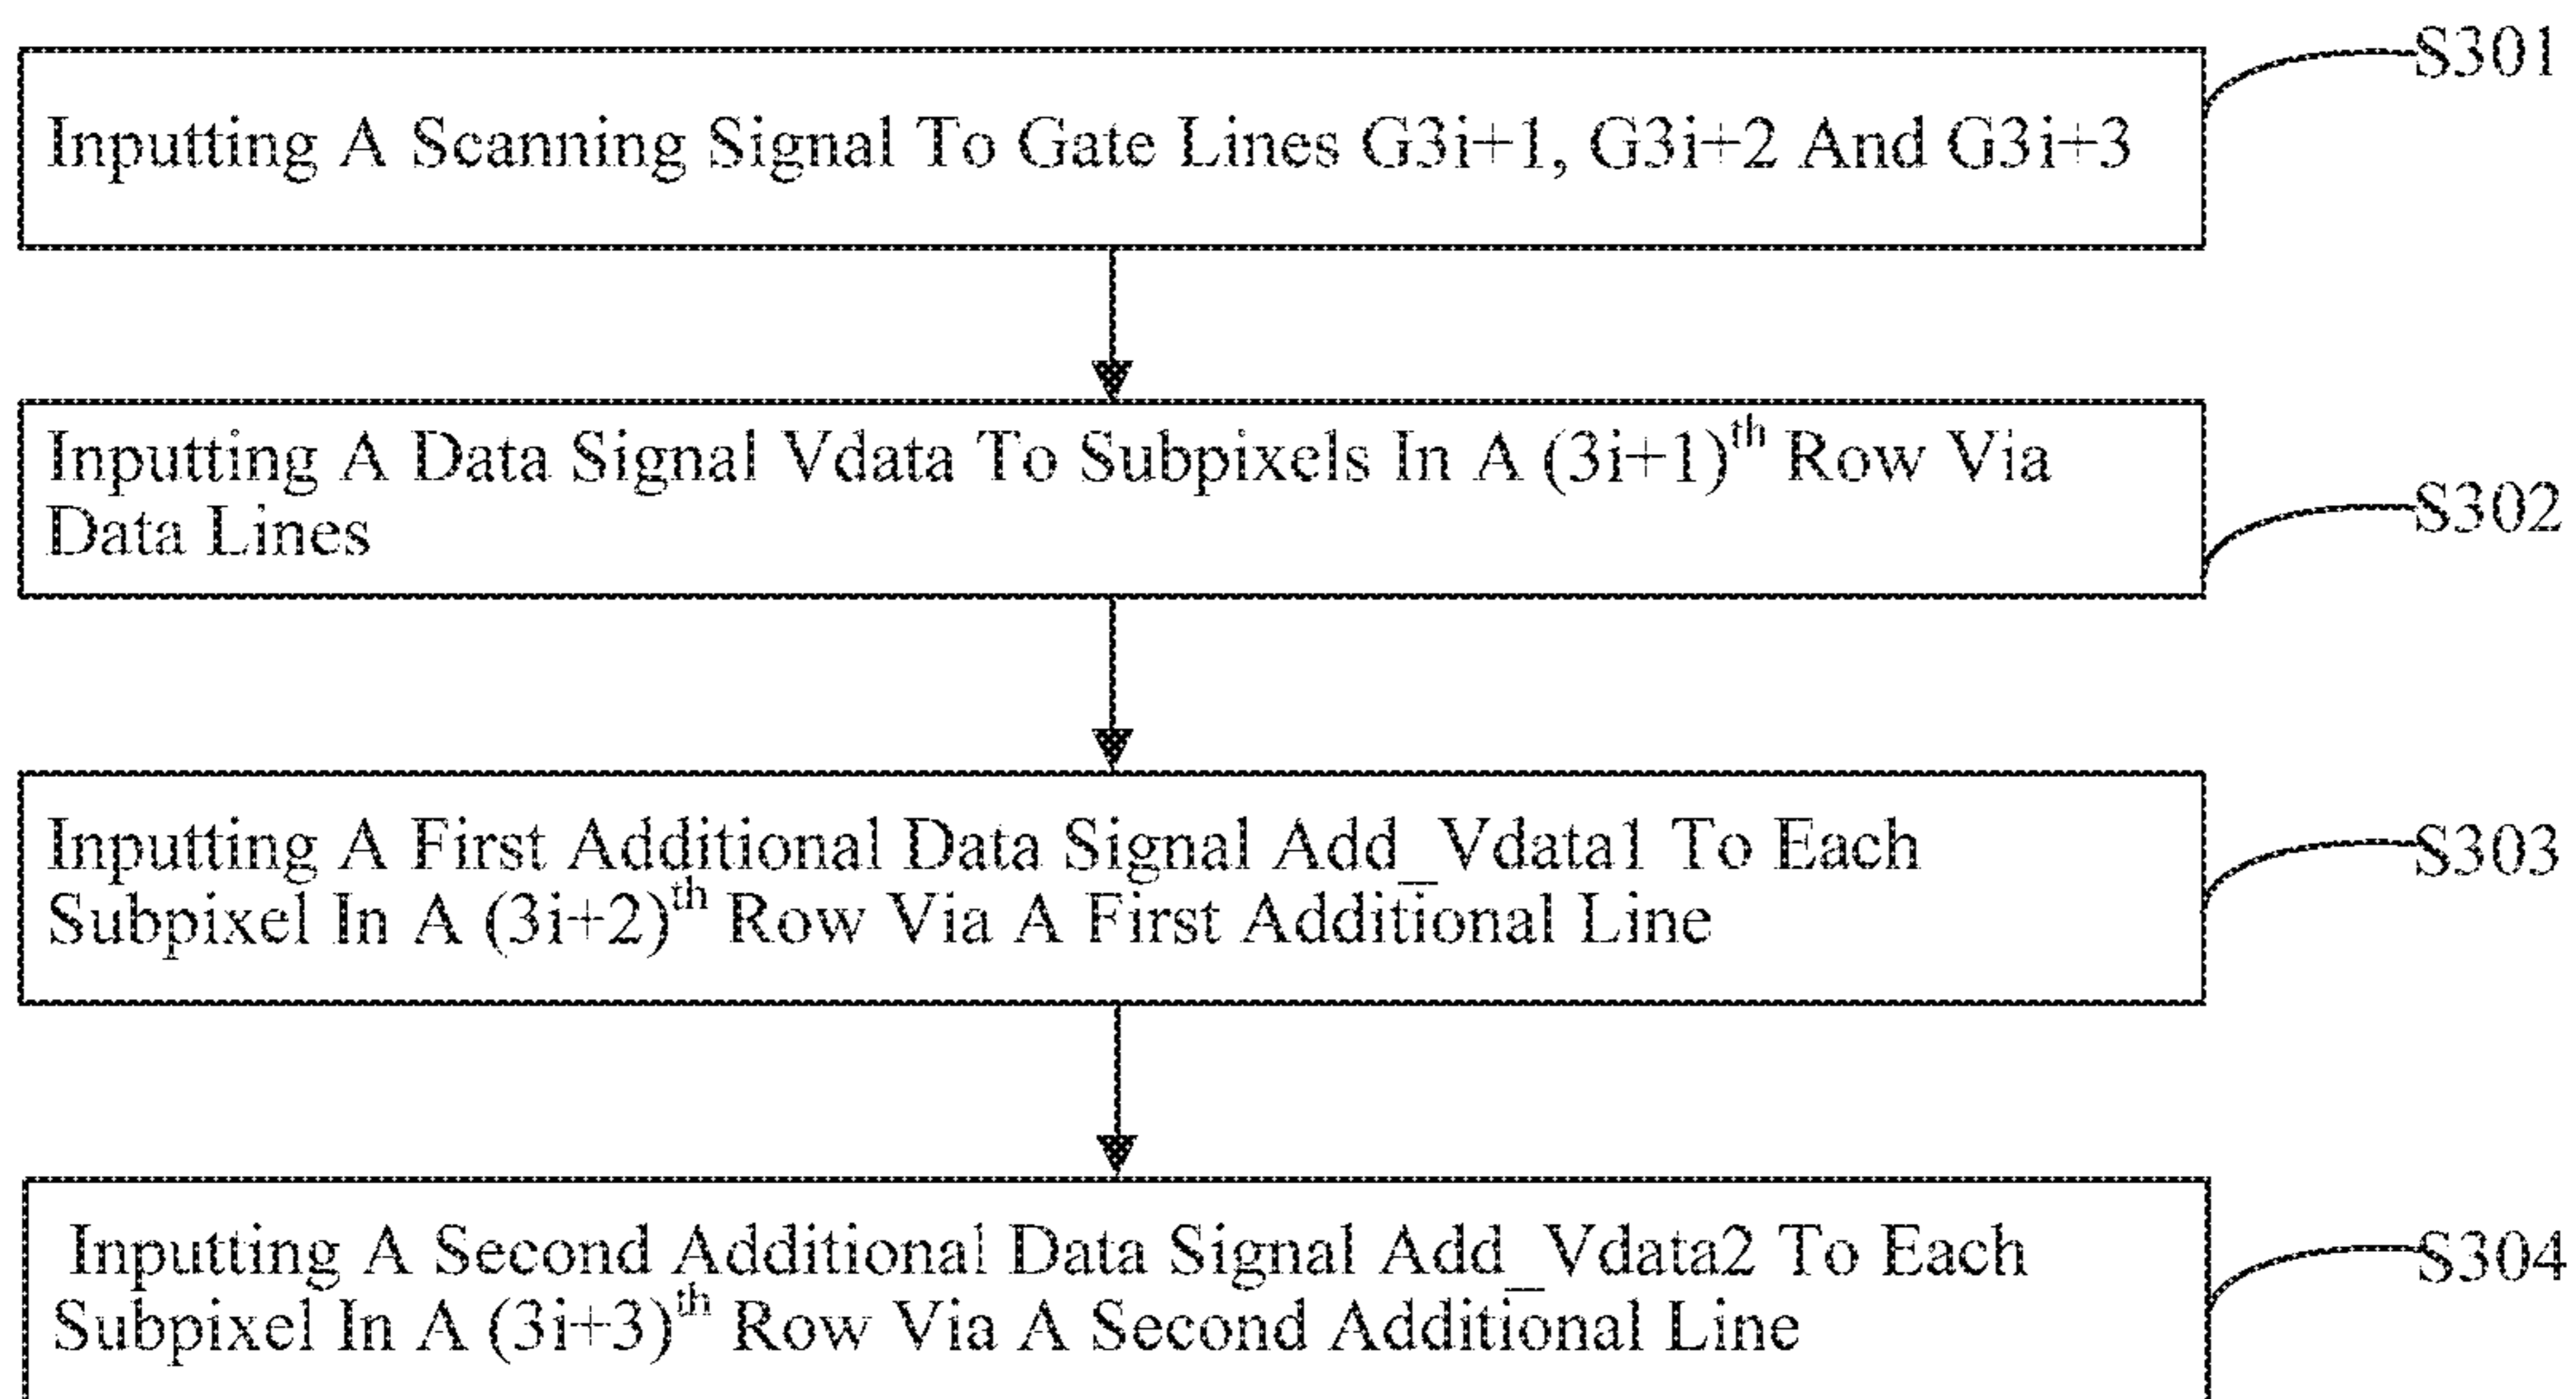 S301
Inputting A Scanning Signal To Gate Lines G3i+1, G3i+2 And G3i+3
Inputting A Data Signal Vdata To Subpixels In A (3i+1)th Row Via
Data Lines
S302
Inputting A First Additional Data Signal Add_Vdata1 To Each
Subpixel In A (3i+2)th Row Via A First Additional Line
S303
Inputting A Second Additional Data Signal Add_Vdata2 To Each
Subpixel In A (3i+3)th Row Via A Second Additional Line
S304